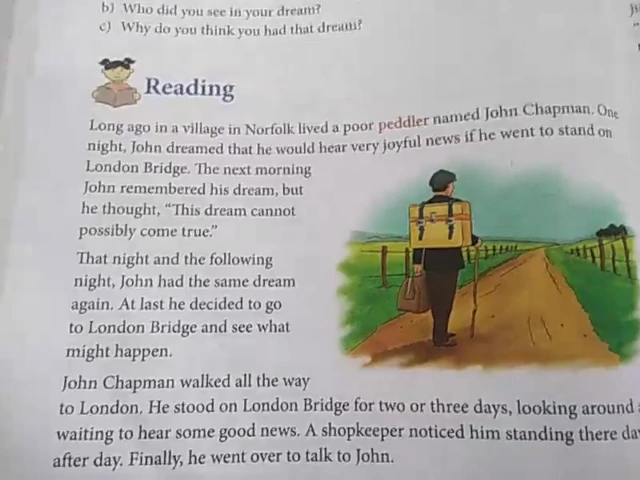 b) Who did you see in your dream?
c) Why do you think you had that dream?
Reading
Long ago in a village in Norfolk lived a poor peddler named John Chapman. One
night, John dreamed that he would hear very joyful news if he went to stand on
London Bridge. The next morning
John remembered his dream, but
he thought, “This dream cannot
possibly come true.”
That night and the following
night, John had the same dream
again. At last he decided to go
to London Bridge and see what
might happen.
John Chapman walked all the way
to London. He stood on London Bridge for two or three days, looking around
waiting to hear some good news. A shopkeeper noticed him standing there
after day. Finally, he went over to talk to John.